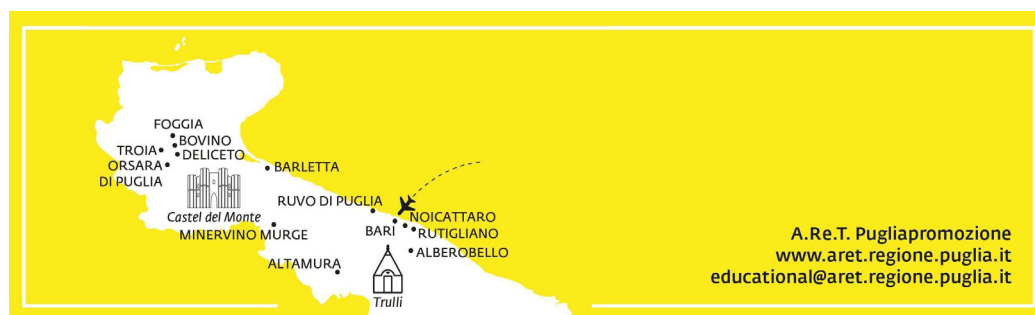 FOGGIA
BOVINO
TROIA
DELICETO
ORSARA
DI PUGLIA
BARLETTA
Castel del Monte
RUVO DI PUGLIA
NOICATTARO
MINERVINO MURGE
BARI
RUTIGLIANO
ALBEROBELLO
ALTAMURA
Trulli
A.Re.T. Pugliapromozione
www.aret.regione.puglia.it
educational@aret.regione.puglia.it